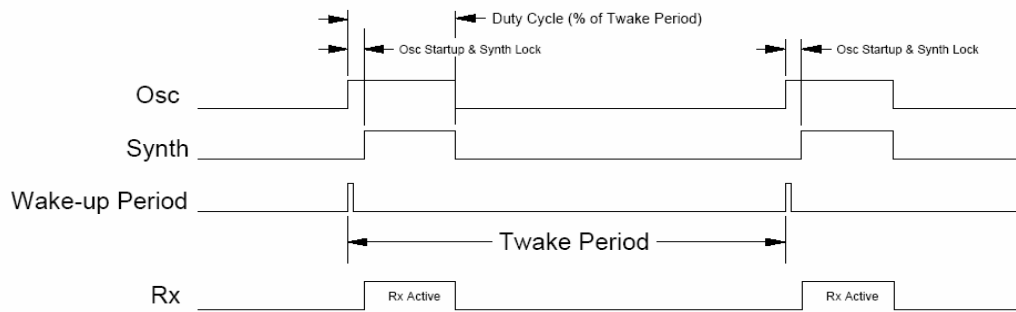 Duty Cycle (% of Twake Period)
Osc Startup & Synth Lock
Osc Startup & Synth Lock
Osc
Synth
Wake-up Period
Twake Period
Rx
Rx Active
Rx Active